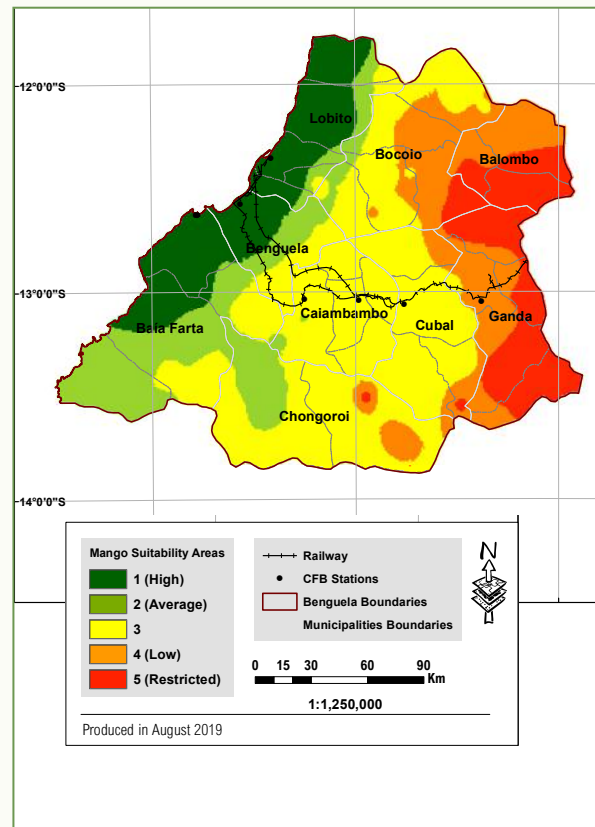 12°0'0"S
Lobito
Bocoio
Balombo
Benguela
13°0'0"S
Caiambambo
Ganda
Baia Farta
Cubal
Chongoroi
14°0'0"S
Mango Suitability Areas
1 (High)
2 (Average)
3
4 (Low)
5 (Restricted)
Railway
CFB Stations
Benguela Boundaries
Municipalities Boundaries
N
0 15 30 60 90
Km
1:1,250,000
Produced in August 2019